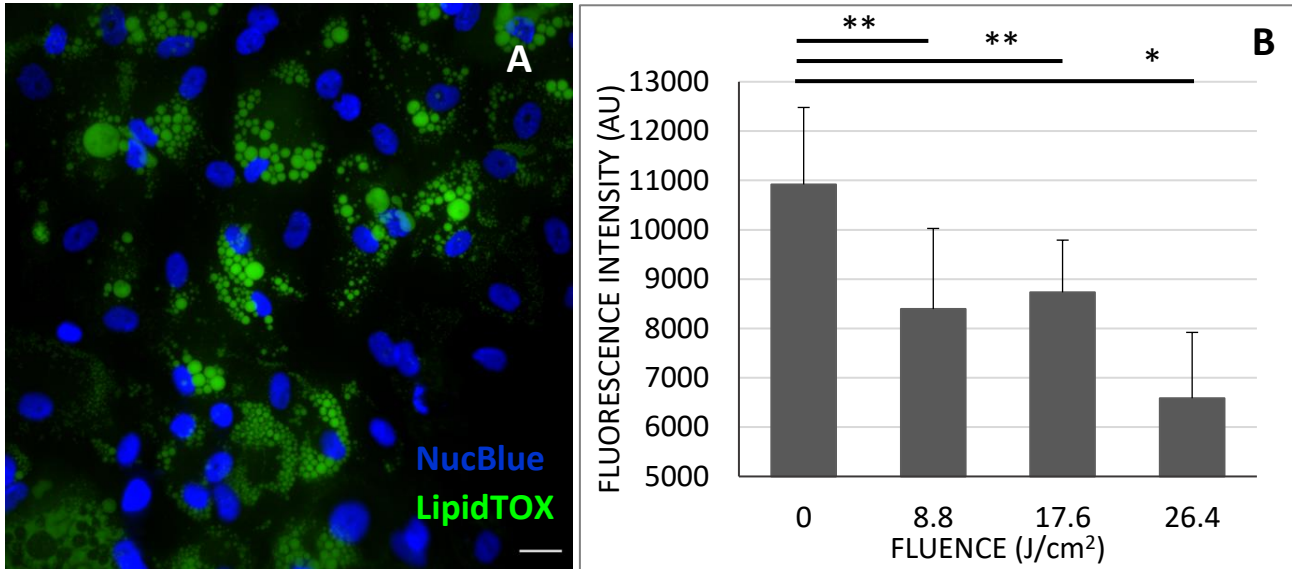 A
NucBlue
LipidTOX
B
**
**
*
FLUORESCENCE INTENSITY (AU)
13000
12000
11000
10000
9000
8000
7000
6000
5000
0 8.8 17.6 26.4
FLUENCE (J/cm²)